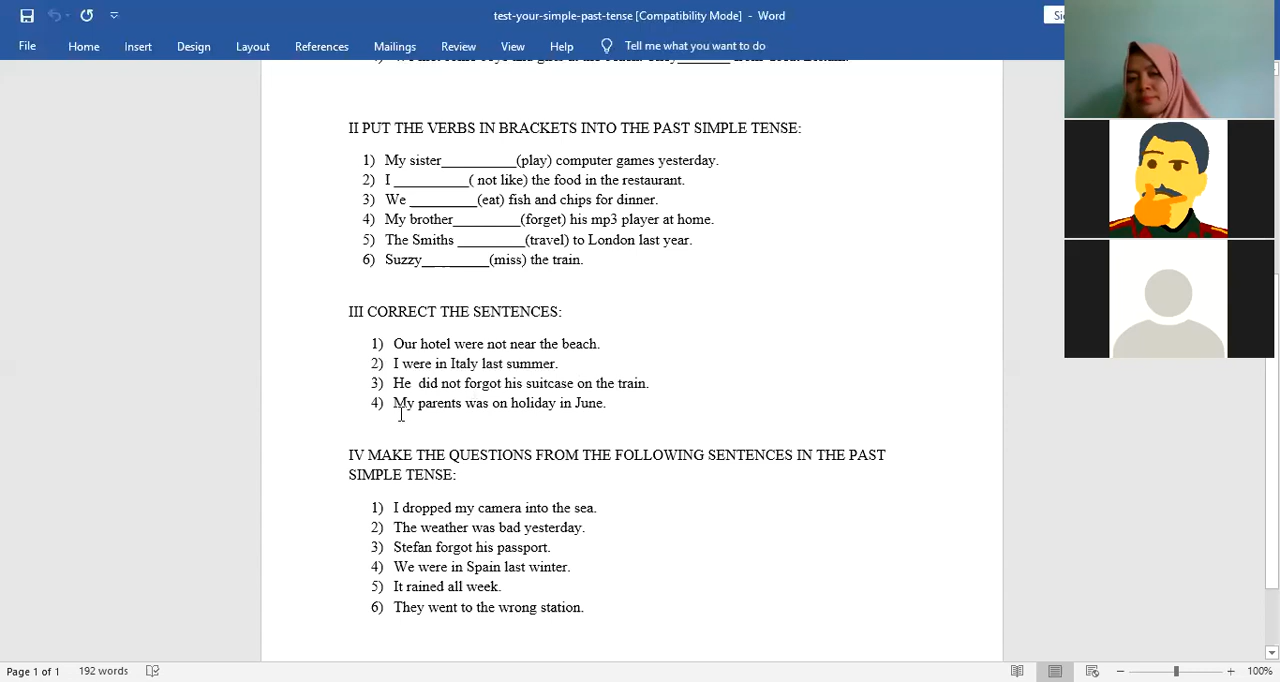 test-your-simple-past-tense [Compatibility Mode] - Word
File Home Insert Design Layout References Mailings Review View Help Tell me what you want to do
II PUT THE VERBS IN BRACKETS INTO THE PAST SIMPLE TENSE:
1) My sister__________(play) computer games yesterday.
2) I __________( not like) the food in the restaurant.
3) We _________(eat) fish and chips for dinner.
4) My brother_________(forget) his mp3 player at home.
5) The Smiths _________(travel) to London last year.
6) Suzzy_________(miss) the train.
III CORRECT THE SENTENCES:
1) Our hotel were not near the beach.
2) I were in Italy last summer.
3) He  did not forgot his suitcase on the train.
4) My parents was on holiday in June.
IV MAKE THE QUESTIONS FROM THE FOLLOWING SENTENCES IN THE PAST
SIMPLE TENSE:
1) I dropped my camera into the sea.
2) The weather was bad yesterday.
3) Stefan forgot his passport.
4) We were in Spain last winter.
5) It rained all week.
6) They went to the wrong station.
Page 1 of 1 192 words 100%